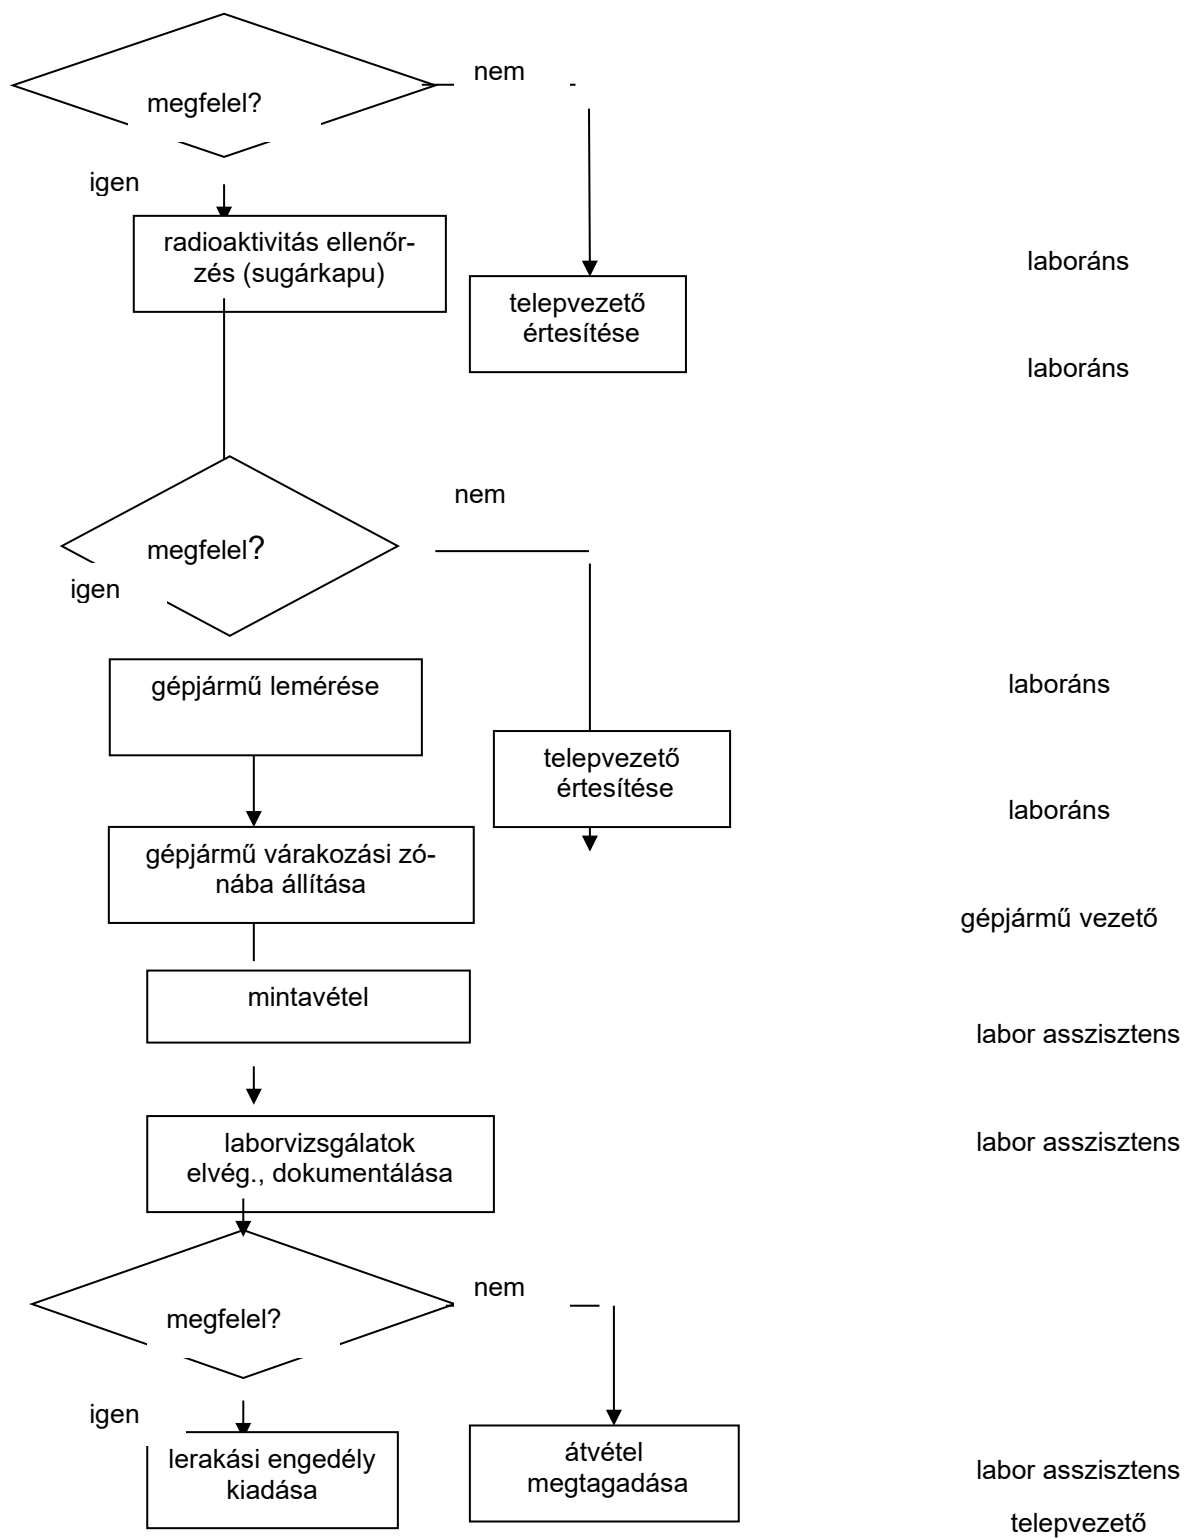 nem
megfelel?
igen
radioaktivitás ellenőr-
zés (sugárkapu)
laboráns
telepvezető
értesítése
laboráns
nem
megfelel?
igen
gépjármű lemérése
laboráns
telepvezető
értesítése
laboráns
gépjármű várakozási zó-
nába állítása
gépjármű vezető
mintavétel
labor asszisztens
laborvizsgálatok
elvég., dokumentálása
labor asszisztens
nem
megfelel?
igen
lerakási engedély
kiadása
átvétel
megtagadása
labor asszisztens
telepvezető